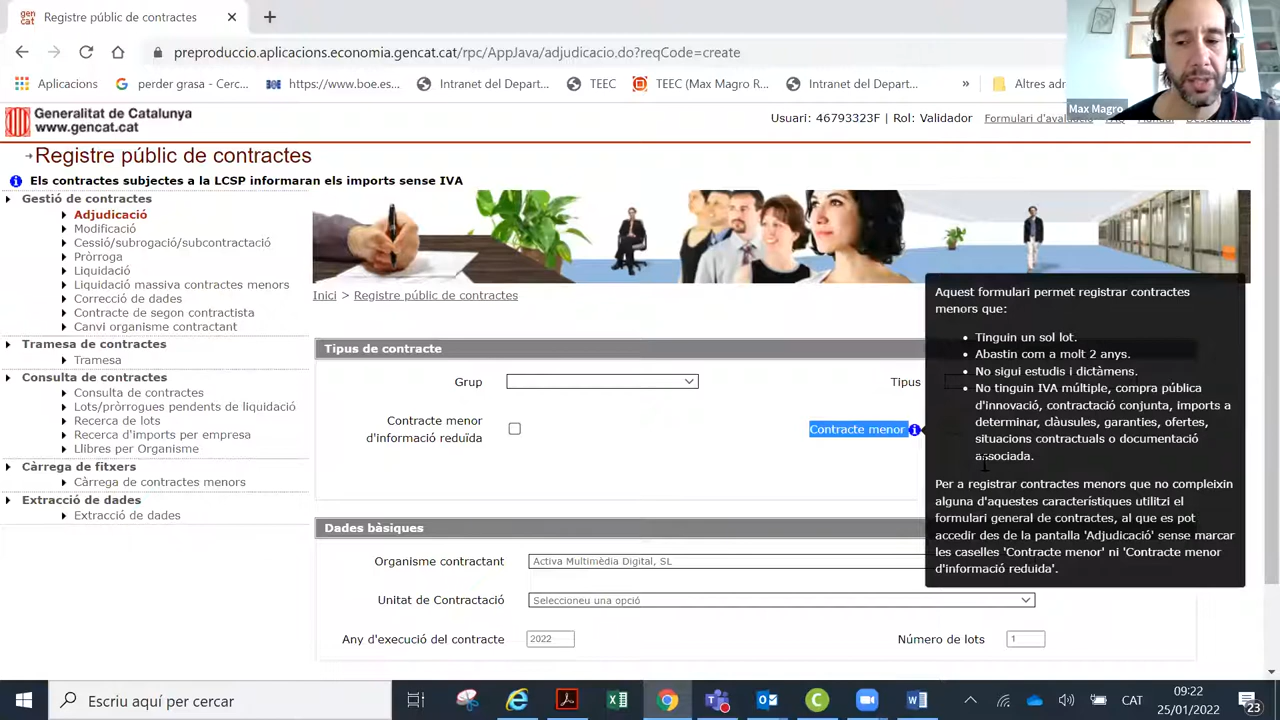 Registre públic de contractes
preproduccio.aplicacions.economia.gencat.cat/rpc/AppJava/adjudicacio.do?reqCode=create
Aplicacions
perder grasa - Cerc...
https://www.boe.es...
Intranet del Depart...
TEEC
TEEC (Max Magro R...
Intranet del Depart...
»
Max Magro
gen cat
Generalitat de Catalunya
www.gencat.cat
Usuari: 46793323F | Rol: Validador
Registre públic de contractes
Els contractes subjectes a la LCSP informaran els imports sense IVA
Gestió de contractes
Adjudicació
Modificació
Cessió/subrogació/subcontractació
Pròrroga
Liquidació
Liquidació massiva contractes menors
Correcció de dades
Contracte de segon contractista
Canvi organisme contractant
Tramesa de contractes
Tramesa
Consulta de contractes
Consulta de contractes
Lots/pròrrogues pendents de liquidació
Recerca de lots
Recerca d'imports per empresa
Llibres per Organisme
Càrrega de fitxers
Càrrega de contractes menors
Extracció de dades
Extracció de dades
Inici > Registre públic de contractes
Tipus de contracte
Grup
Tipus
Contracte menor
d'informació reduïda
Contracte menor
Aquest formulari permet registrar contractes
menors que:
• Tinguin un sol lot.
• Abastin com a molt 2 anys.
• No sigui estudis i dictàmens.
• No tinguin IVA múltiple, compra pública
d'innovació, contractació conjunta, imports a
determinar, clàusules, garanties, ofertes,
situacions contractuals o documentació
associada.
Per a registrar contractes menors que no compleixin
alguna d'aquestes característiques utilitzi el
formulari general de contractes, al que es pot
accedir des de la pantalla 'Adjudicació' sense marcar
les caselles 'Contracte menor' ni 'Contracte menor
d'informació reduida'.
Dades bàsiques
Organisme contractant
Activa Multimèdia Digital, SL
Unitat de Contractació
Seleccioneu una opció
Any d'execució del contracte
2022
Número de lots
1
Escriu aquí per cercar
CAT
09:22
25/01/2022
23